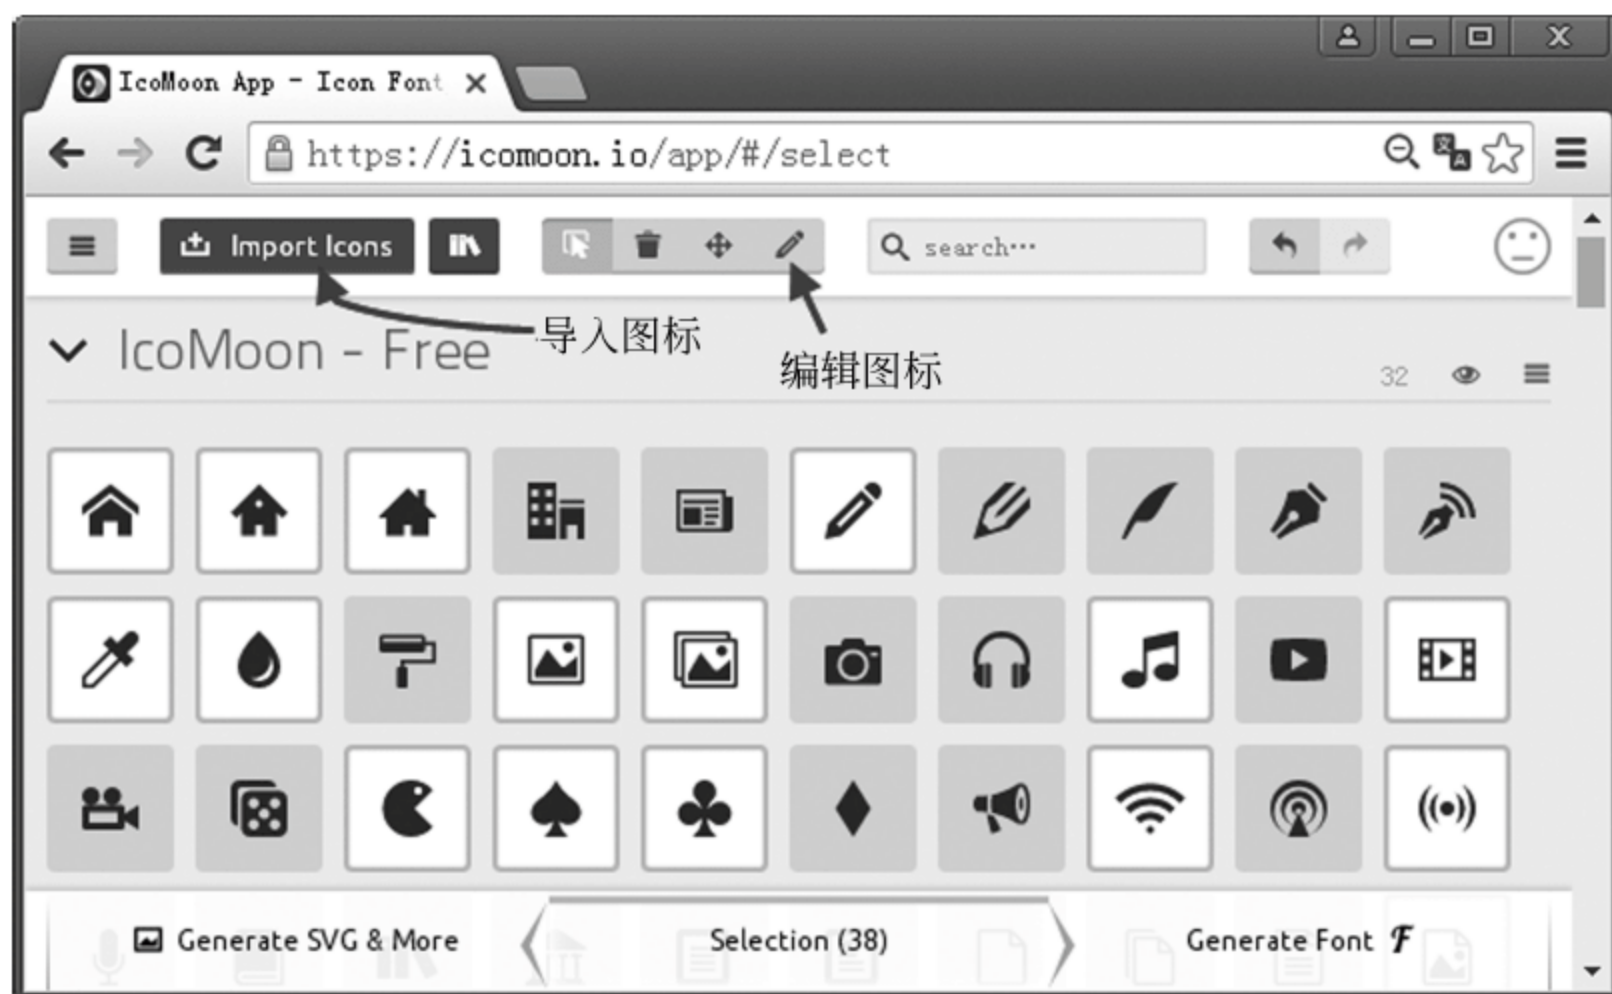 IcoMoon App - Icon Font
https://icomoon.io/app/#/select
Import Icons
search…
导入图标
IcoMoon - Free
编辑图标
32
Generate SVG & More
Selection (38)
Generate Font